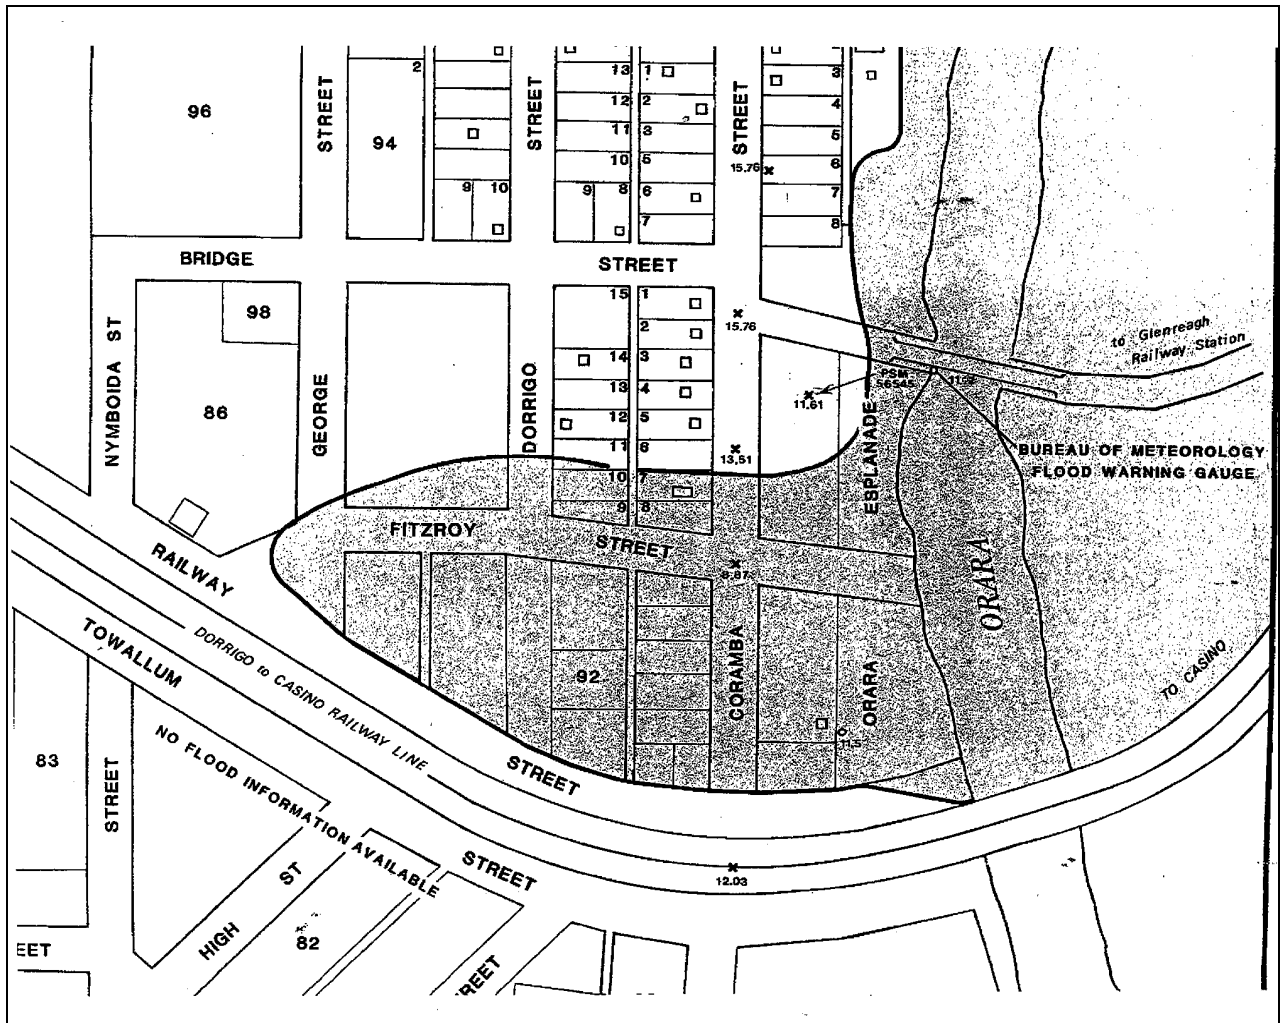 96
STREET
2
94
9
10
STREET
13
12
11
10
9
8
1
2
3
5
6
7
STREET
15.76
3
4
5
6
7
8
BRIDGE
STREET
98
86
NYMBOIDA ST
GEORGE
DORRIGO
15
14
13
12
11
10
9
1
2
3
4
5
6
7
8
15.76
13.51
11.61
PSM
56545
ESPLANADE
to Glenreagh
Railway Station
BUREAU OF METEOROLOGY
FLOOD WARNING GAUGE
FITZROY
STREET
ORARA
RAILWAY
STREET
TOWALLUM
STREET
DORRIGO to CASINO RAILWAY LINE
92
CORAMBA
ORARA
11.5
TO CASINO
NO FLOOD INFORMATION AVAILABLE
83
STREET
HIGH
ST
82
12.03
EET
REET